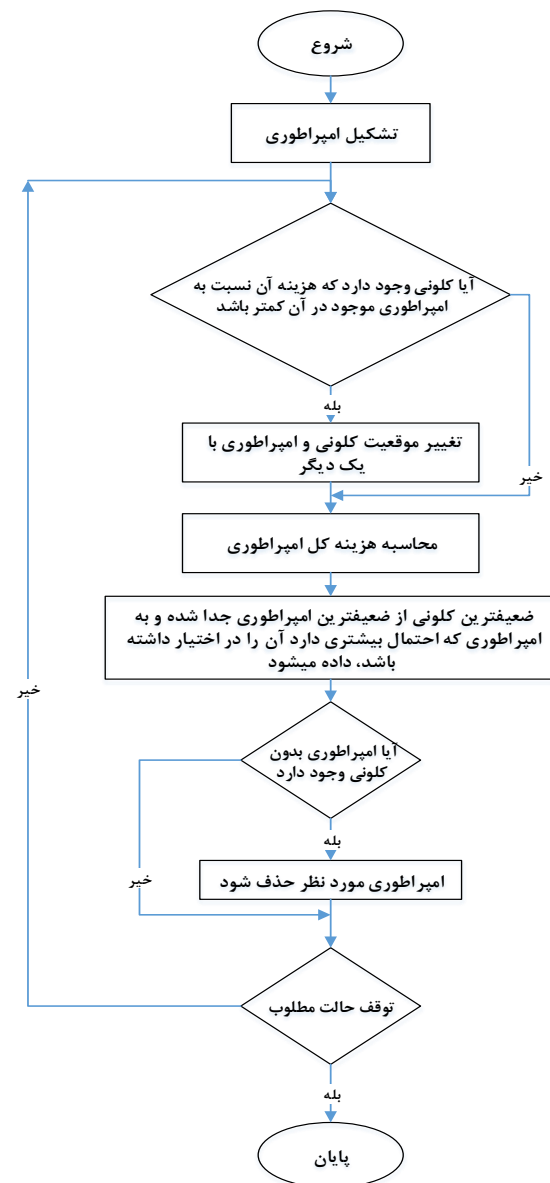 شروع
تشکیل امپراطوری
آیا کلونی وجود دارد که هزینه آن نسبت به
امپراطوری موجود در آن کمتر باشد
بله
تغییر موقعیت کلونی و امپراطوری با
یک دیگر
خیر
محاسبه هزینه کل امپراطوری
ضعیفترین کلونی از ضعیفترین امپراطوری جدا شده و به
امپراطوری که احتمال بیشتری دارد آن را در اختیار داشته
باشد، داده میشود
خیر
آیا امپراطوری بدون
کلونی وجود دارد
بله
خیر
امپراطوری مورد نظر حذف شود
توقف حالت مطلوب
بله
پایان